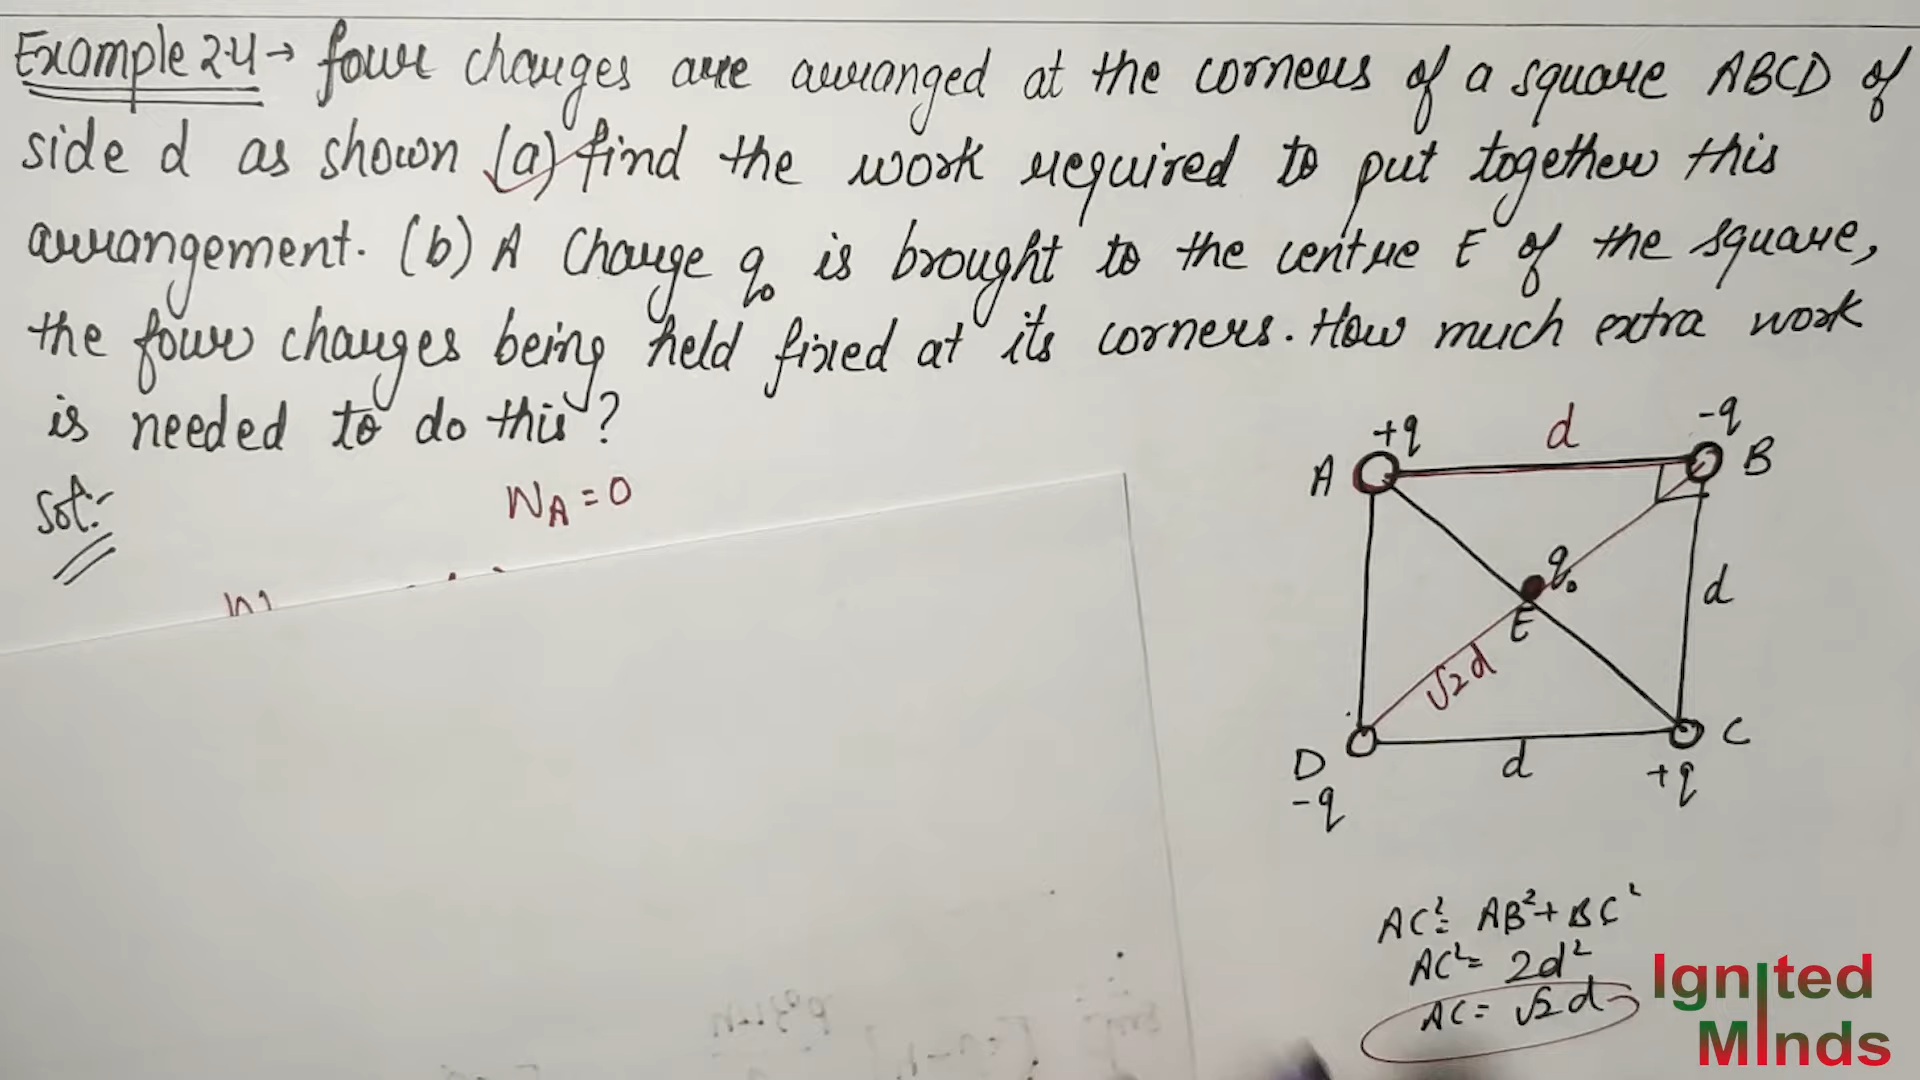 Example 2.4→ four charges are arranged at the corners of a square ABCD of
side d as shown (a) find the work required to put together this
arrangement. (b) A Charge q₀ is brought to the centre E of the square,
the four charges being held fixed at its corners. How much extra work
is needed to do this?
Sol:-
W_A = 0
+q
d
-q
A
B
q₀
E
d
√2d
D
d
C
-q
+q
AC² = AB² + BC²
AC² = 2d²
AC = √2 d
Ignited
Minds